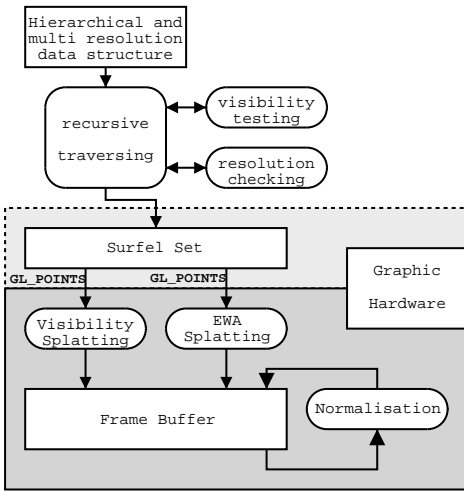 Hierarchical and
multi resolution
data structure
recursive
traversing
visibility
testing
resolution
checking
Surfel Set
GL_POINTS
GL_POINTS
Graphic
Hardware
Visibility
Splatting
EWA
Splatting
Frame Buffer
Normalisation